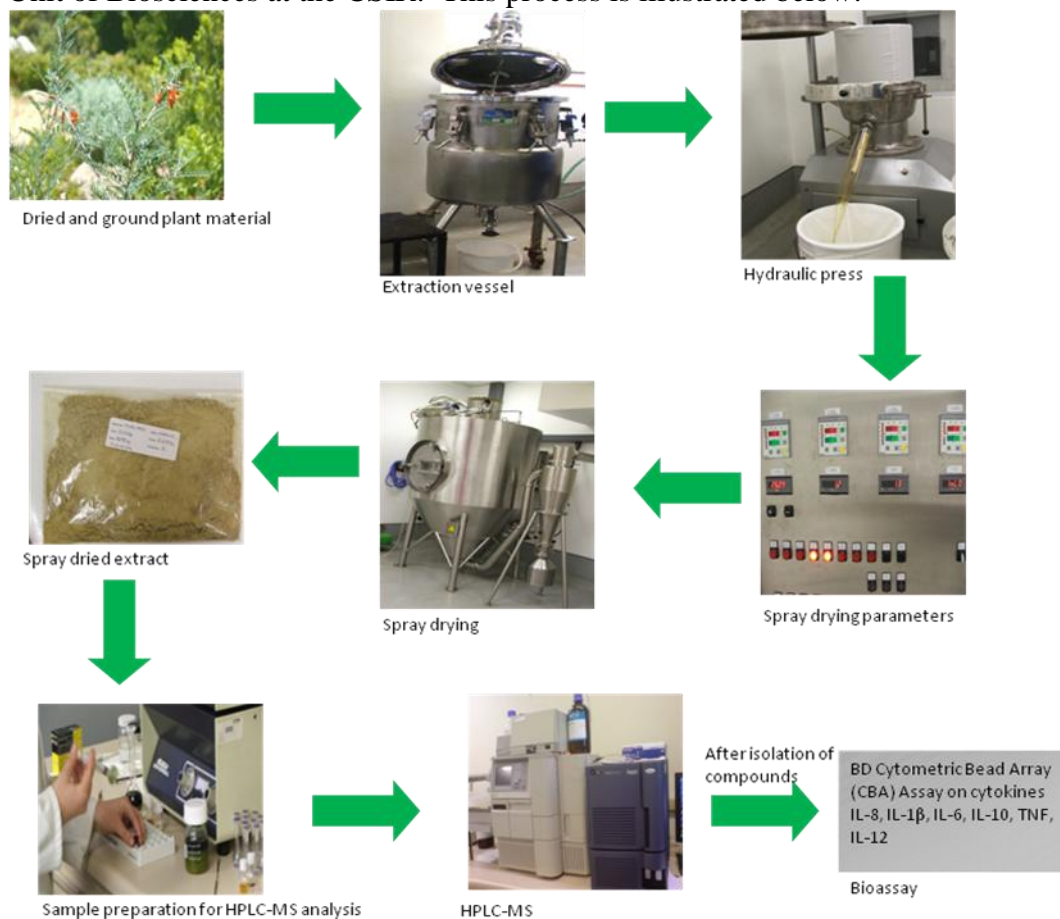 Unit of Biosciences at the CSIR. This process is illustrated below:
Dried and ground plant material
Extraction vessel
Hydraulic press
Spray dried extract
Spray drying
Spray drying parameters
After isolation of
compounds
BD Cytometric Bead Array
(CBA) Assay on cytokines
IL-8, IL-1β, IL-6, IL-10, TNF,
IL-12
Bioassay
Sample preparation for HPLC-MS analysis
HPLC-MS